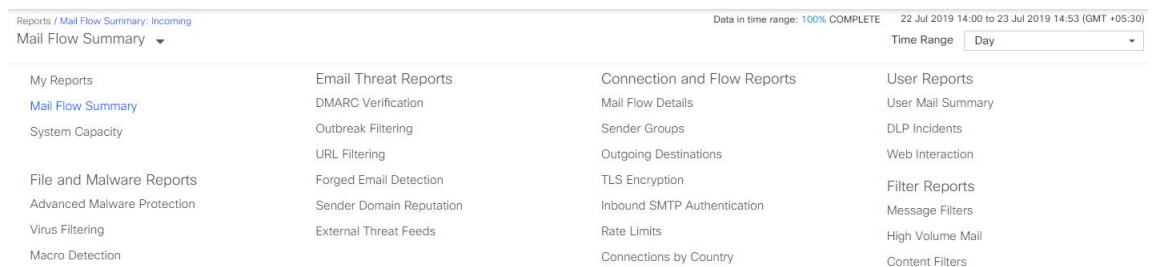 Reports / Mail Flow Summary: Incoming
Data in time range: 100% COMPLETE
22 Jul 2019 14:00 to 23 Jul 2019 14:53 (GMT +05:30)
Mail Flow Summary
Time Range
Day
My Reports
Mail Flow Summary
System Capacity
File and Malware Reports
Advanced Malware Protection
Virus Filtering
Macro Detection
Email Threat Reports
DMARC Verification
Outbreak Filtering
URL Filtering
Forged Email Detection
Sender Domain Reputation
External Threat Feeds
Connection and Flow Reports
Mail Flow Details
Sender Groups
Outgoing Destinations
TLS Encryption
Inbound SMTP Authentication
Rate Limits
Connections by Country
User Reports
User Mail Summary
DLP Incidents
Web Interaction
Filter Reports
Message Filters
High Volume Mail
Content Filters